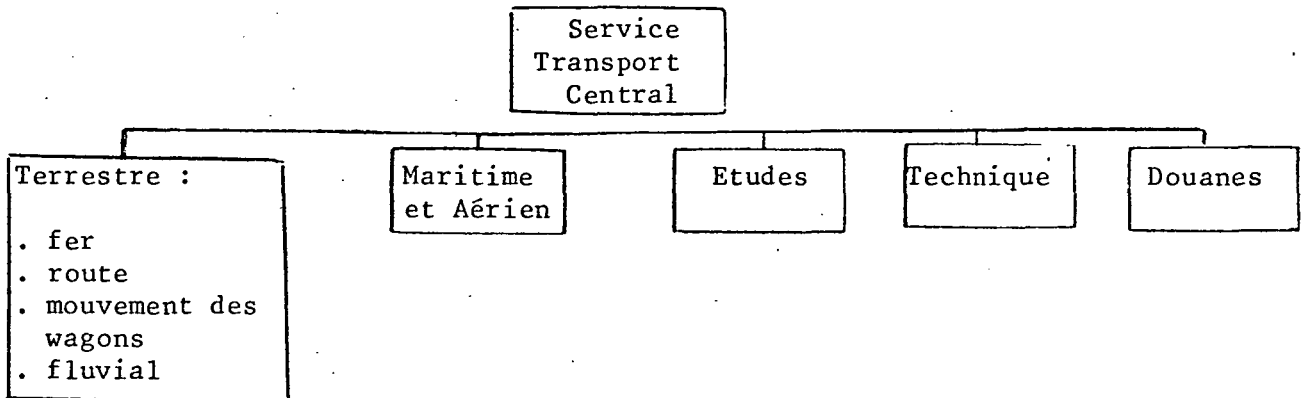 Service
Transport
Central
Terrestre :
. fer
. route
. mouvement des
wagons
. fluvial
Maritime
et Aérien
Etudes
Technique
Douanes